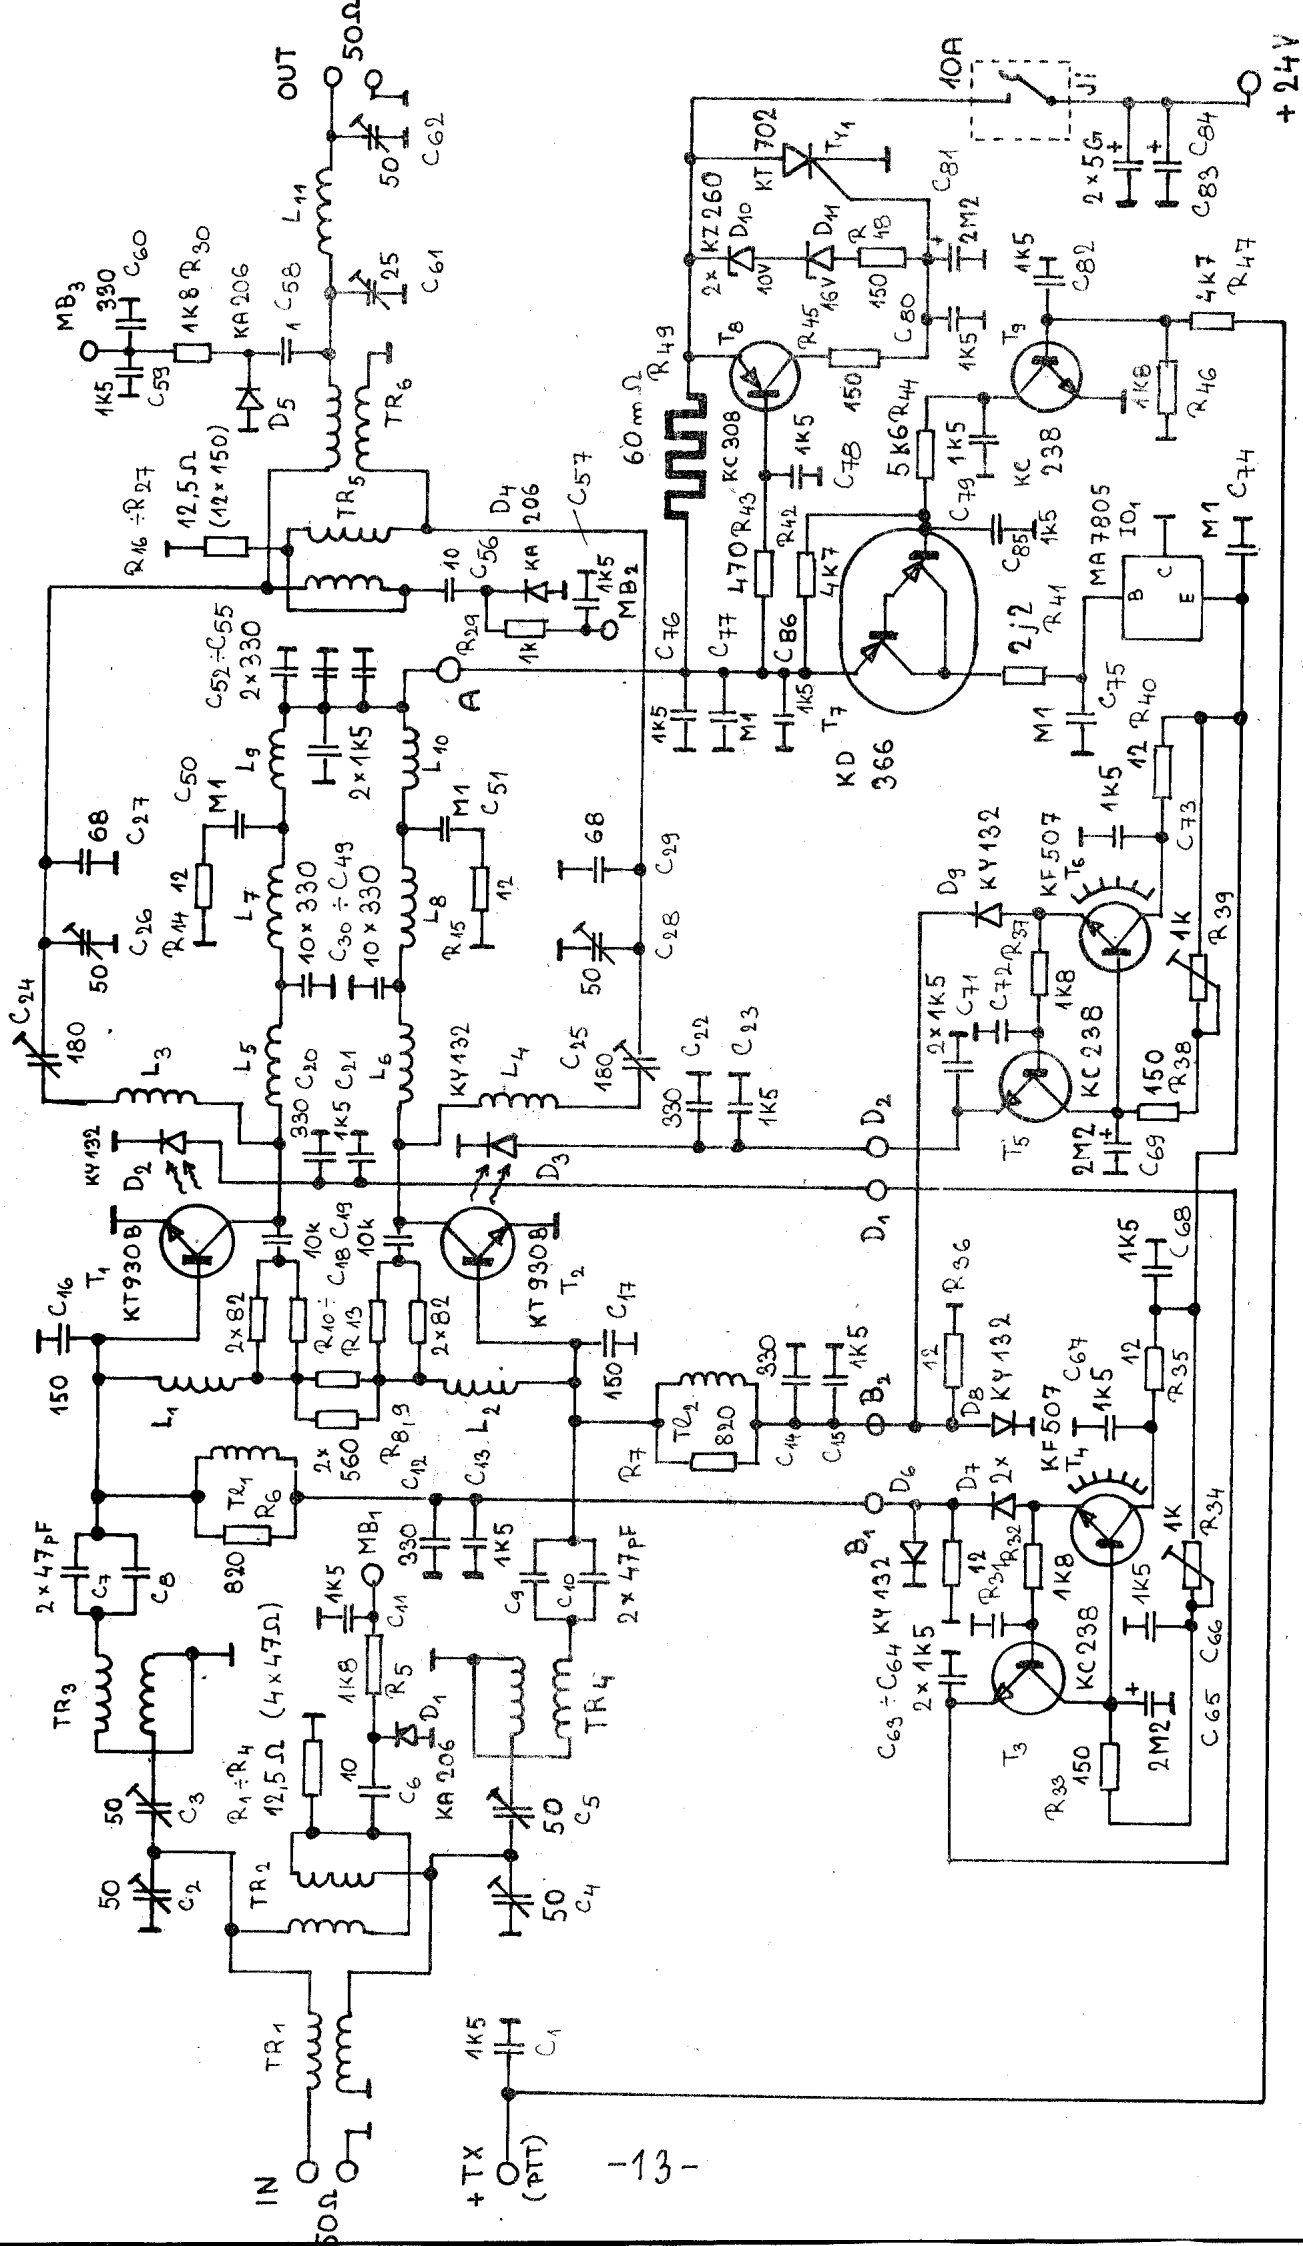 IN
50Ω
TR1
+TX
(PTT)
1K5
C1
50
C2
50
C3
TR2
R1÷R4
12,5Ω (4×47Ω)
10
C6
KA206
D1
1K8
R5
1K5
C11
MB1
50
C4
50
C5
TR3
TR4
2×47pF
C7
C8
C9
C10
2×47pF
820
R6
Tl1
330
1K5
C12
C13
L1
150
C16
2×
560
R8,9
2×82
R10÷
R13
2×82
L2
150
C17
R7
Tl2
820
330
1K5
C14
C15
B2
B1
T1
KT930B
10k
C18
C19
10k
KT930B
T2
KY132
D2
330
C20
1K5
C21
D3
KY132
L3
L4
L5
L6
C24
180
C25
180
330
C22
1K5
C23
D1
D2
50
C26
68
C27
R14
12
C50
M1
L7
10×330
C30÷C49
10×330
L8
R15
12
M1
C51
50
C28
68
C29
L9
L10
C52÷C55
2×330
2×1K5
A
R16÷R27
12,5Ω
(12×150)
TR5
10
C56
D4
KA
206
R29
1k
1K5
C57
MB2
TR6
D5
KA206
1
C58
1K8
R30
1K5
C59
MB3
330
C60
25
C61
L11
50
C62
OUT
50Ω
C63÷C64
2×1K5
KY132
D6
12
R31
D7
2×
R32
1K8
T3
KC238
R33
150
2M2
C65
1K5
C66
KF507
T4
1K
R34
1K5
C67
12
R35
1K5
C68
12
R36
D8
KY132
T5
KC238
2×1K5
C71
C72
R37
1K8
2M2
C69
150
R38
D9
KY132
KF507
T6
1K
R39
1K5
C73
12
R40
M1
C75
MA7805
IO1
B
C
E
M1
C74
2j2
R41
KD
366
T7
1K5
C76
C77
M1
C86
1K5
470
R43
R42
4K7
C85
1K5
KC308
T8
1K5
C78
60mΩ
R49
R45
150
5K6
R44
1K5
C79
KC
238
T9
1K8
R46
4K7
R47
1K5
C82
C80
1K5
2M2
C81
2× KZ260
D10
10V
D11
16V
150
R
48
KT702
Ty1
10A
Ji
2×5G
C83
C84
+24V
-13-